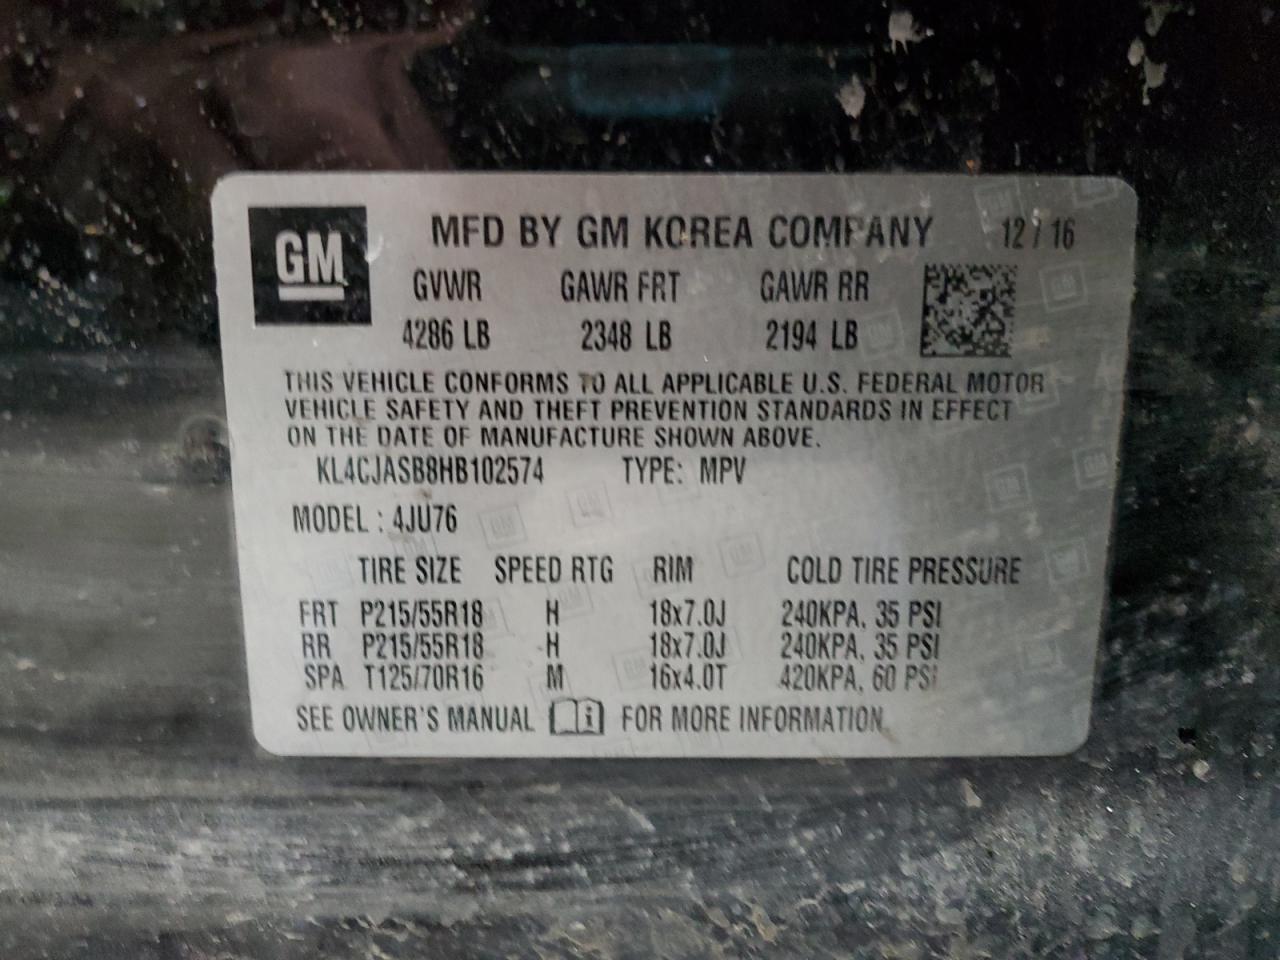 GM
MFD BY GM KOREA COMPANY 12 / 16
GVWR GAWR FRT GAWR RR
4286 LB 2348 LB 2194 LB
THIS VEHICLE CONFORMS TO ALL APPLICABLE U.S. FEDERAL MOTOR
VEHICLE SAFETY AND THEFT PREVENTION STANDARDS IN EFFECT
ON THE DATE OF MANUFACTURE SHOWN ABOVE.
KL4CJASB8HB102574 TYPE: MPV
MODEL : 4JU76
TIRE SIZE SPEED RTG RIM COLD TIRE PRESSURE
FRT P215/55R18 H 18x7.0J 240KPA, 35 PSI
RR P215/55R18 H 18x7.0J 240KPA, 35 PSI
SPA T125/70R16 M 16x4.0T 420KPA, 60 PSI
SEE OWNER'S MANUAL i FOR MORE INFORMATION